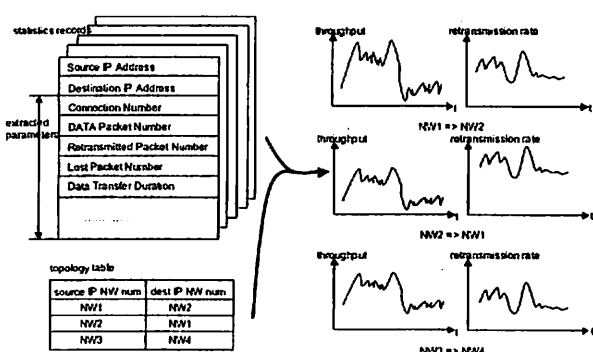 statistics records
Source IP Address
Destination IP Address
Connection Number
DATA Packet Number
Retransmitted Packet Number
Lost Packet Number
Data Transfer Duration
........
extracted
parameters
topology table
source IP NW num dest IP NW num
NW1 NW2
NW2 NW1
NW3 NW4
throughput retransmission rate
t t
NW1 => NW2
throughput retransmission rate
t t
NW2 => NW1
throughput retransmission rate
t t
NW3 => NW4